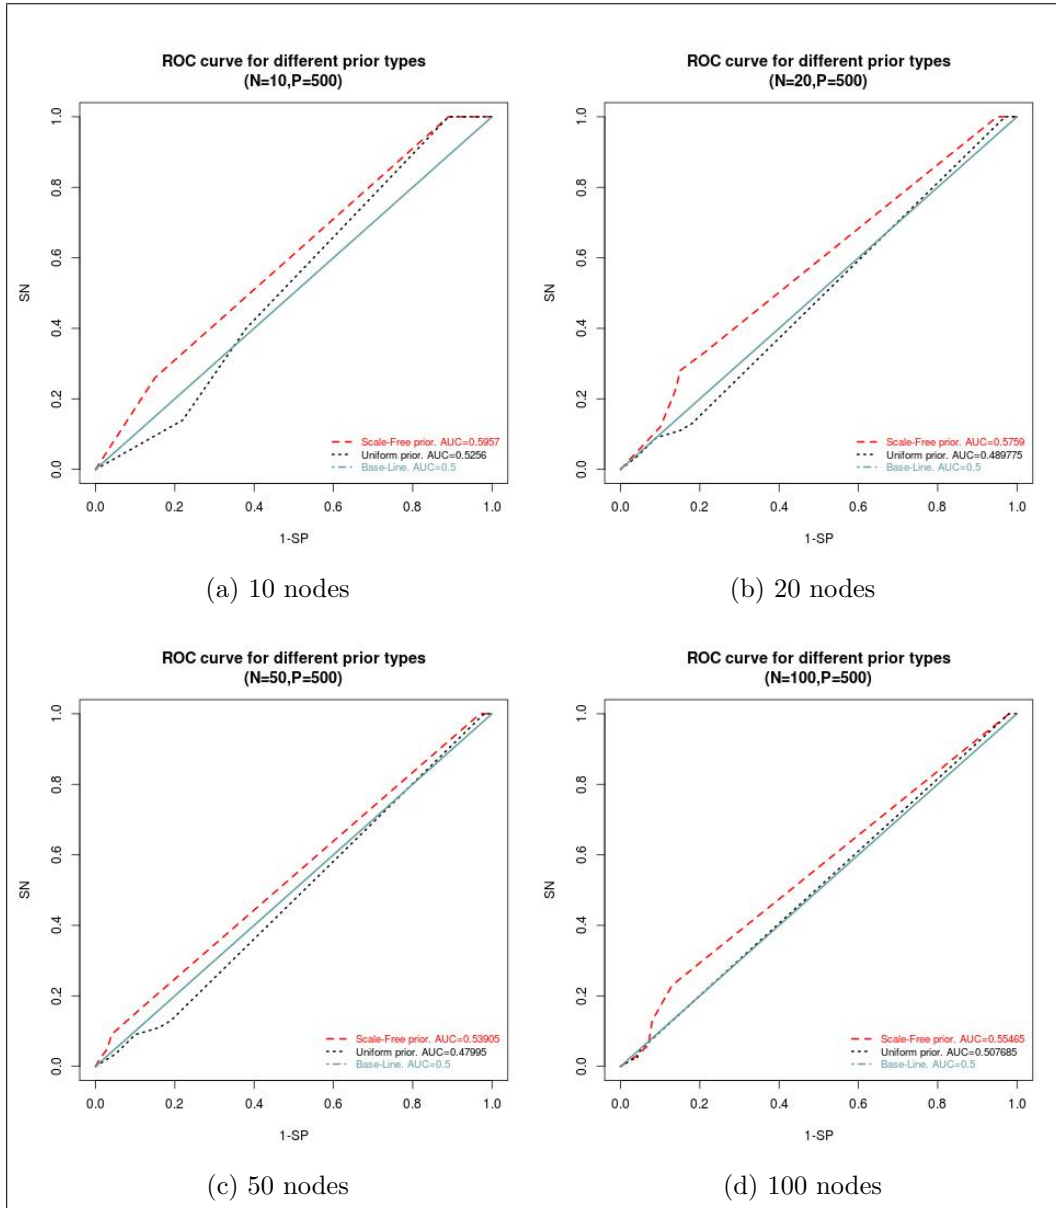 ROC curve for different prior types
(N=10,P=500)
SN
1.0
0.8
0.6
0.4
0.2
0.0
Scale-Free prior. AUC=0.5957
Uniform prior. AUC=0.5256
Base-Line. AUC=0.5
0.0 0.2 0.4 0.6 0.8 1.0
1-SP
(a) 10 nodes
ROC curve for different prior types
(N=20,P=500)
SN
1.0
0.8
0.6
0.4
0.2
0.0
Scale-Free prior. AUC=0.5759
Uniform prior. AUC=0.489775
Base-Line. AUC=0.5
0.0 0.2 0.4 0.6 0.8 1.0
1-SP
(b) 20 nodes
ROC curve for different prior types
(N=50,P=500)
SN
1.0
0.8
0.6
0.4
0.2
0.0
Scale-Free prior. AUC=0.53905
Uniform prior. AUC=0.47995
Base-Line. AUC=0.5
0.0 0.2 0.4 0.6 0.8 1.0
1-SP
(c) 50 nodes
ROC curve for different prior types
(N=100,P=500)
SN
1.0
0.8
0.6
0.4
0.2
0.0
Scale-Free prior. AUC=0.55465
Uniform prior. AUC=0.507685
Base-Line. AUC=0.5
0.0 0.2 0.4 0.6 0.8 1.0
1-SP
(d) 100 nodes